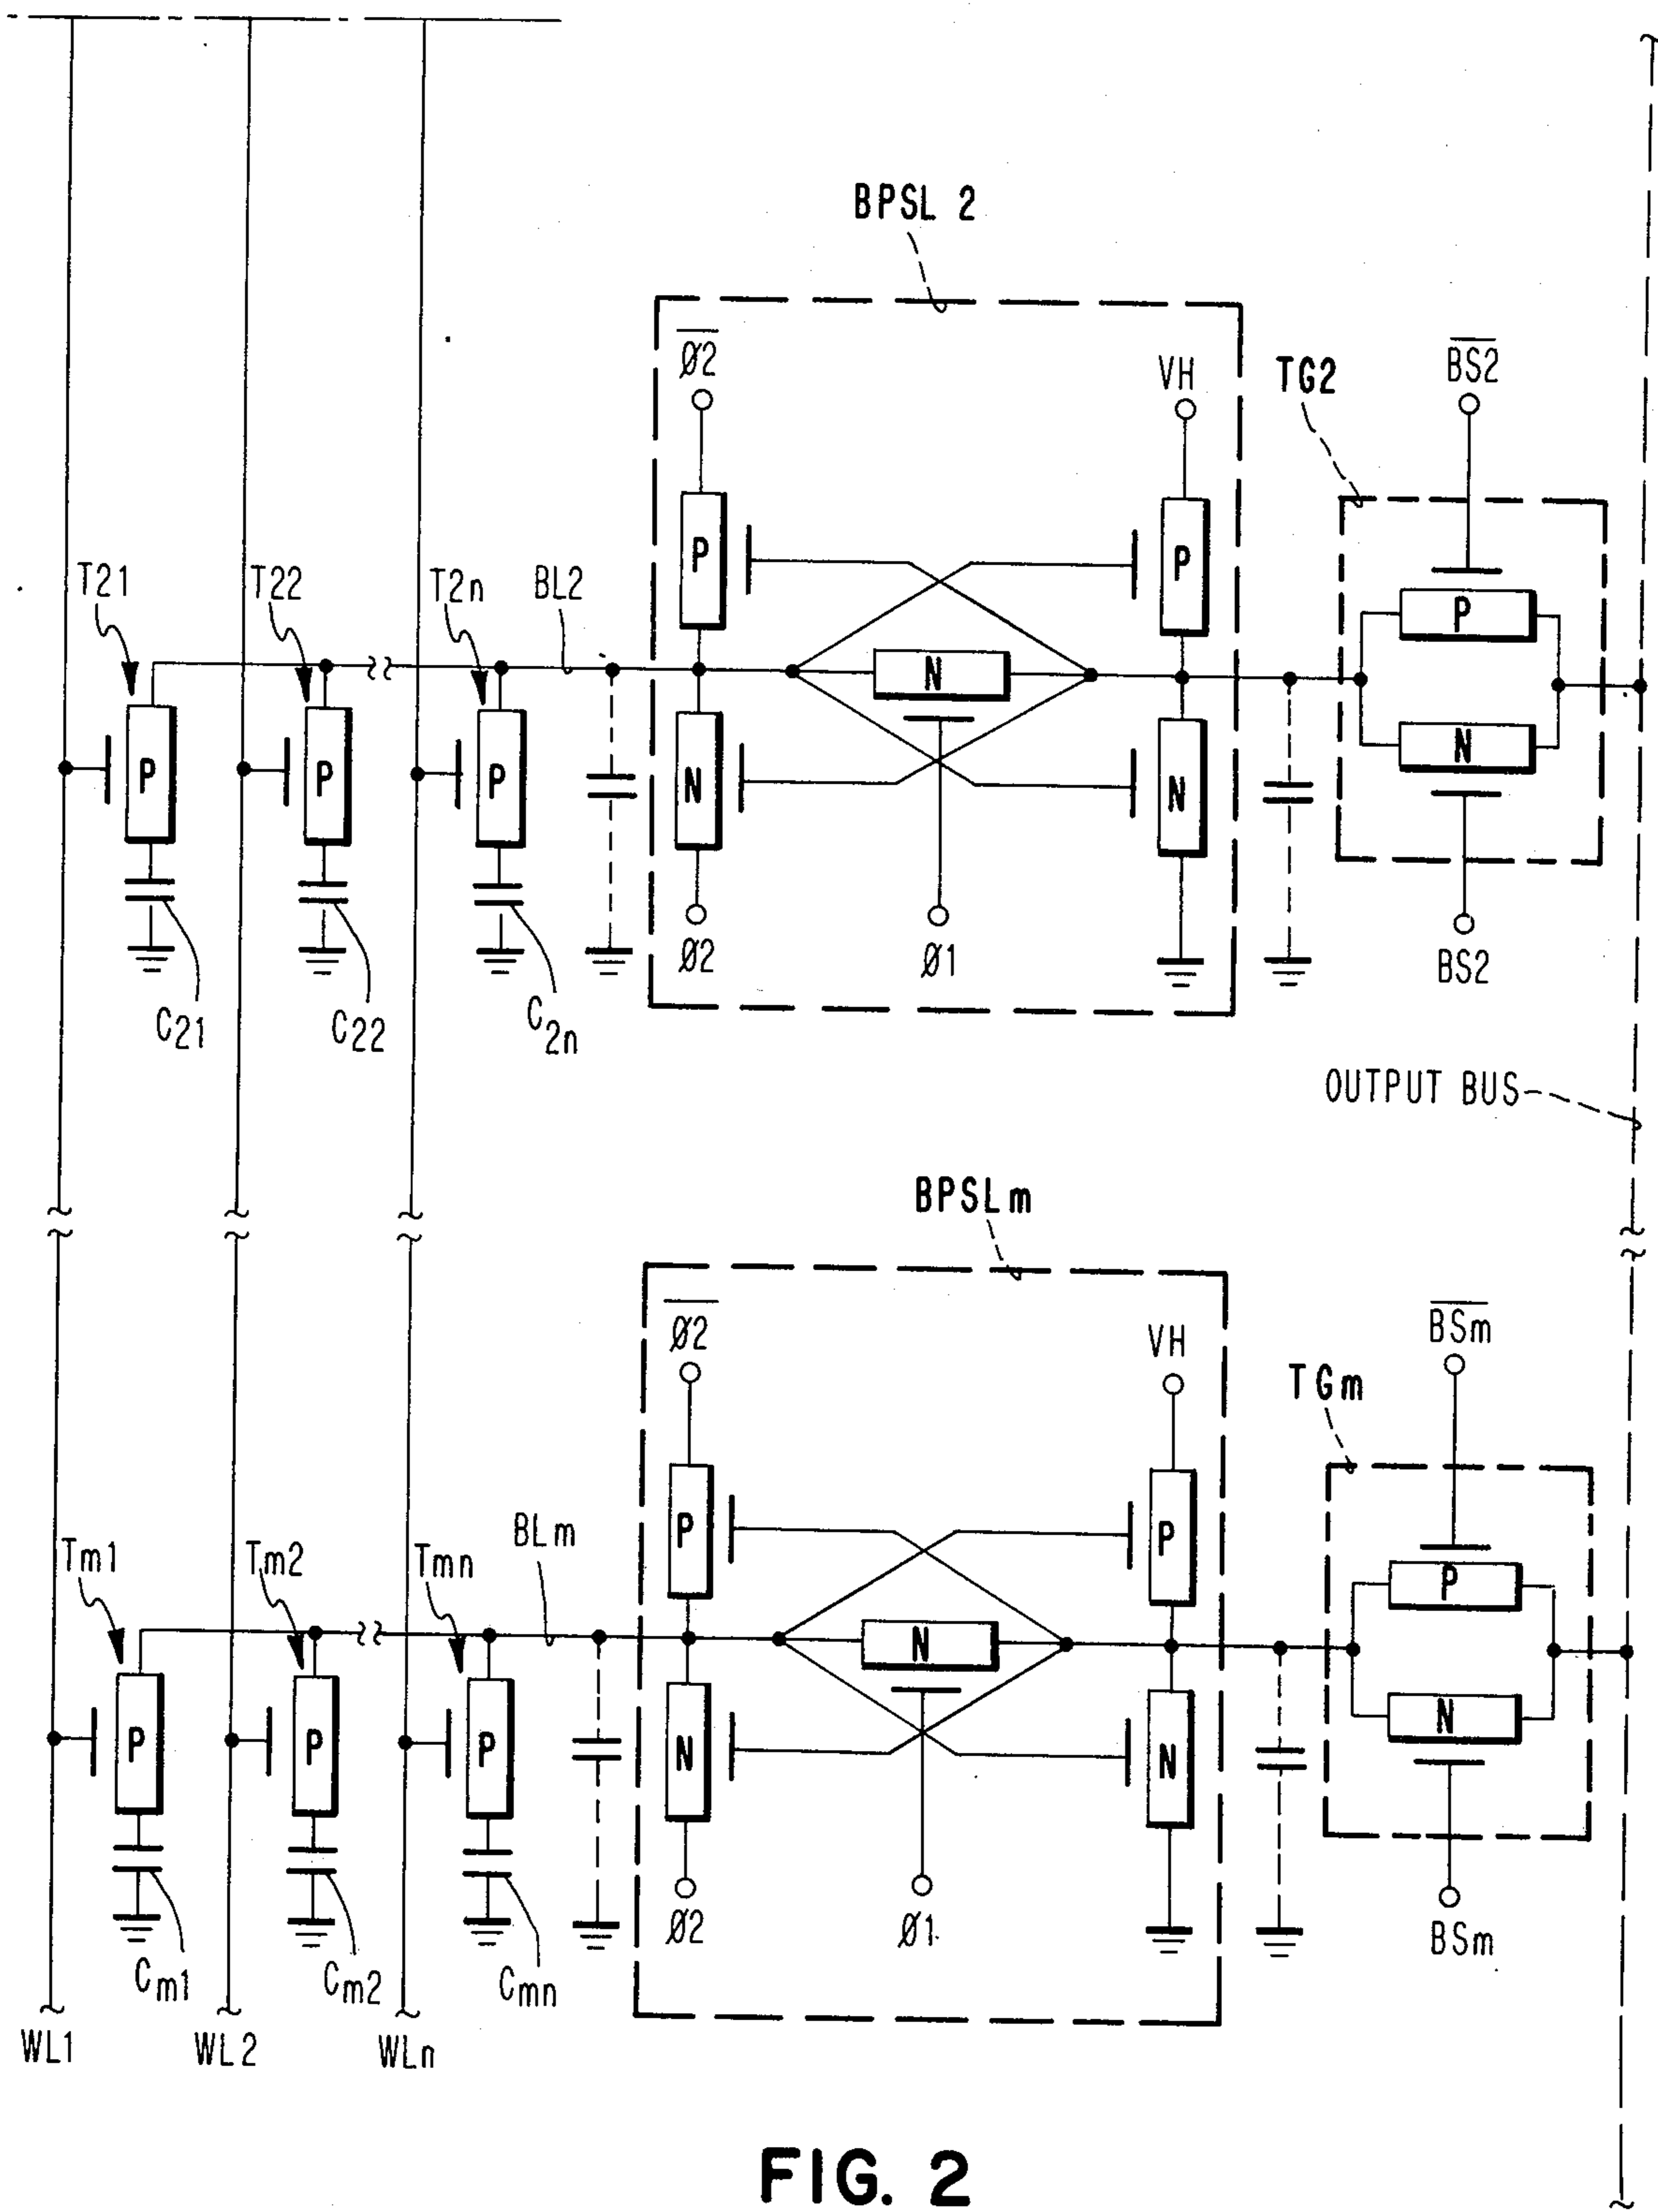 BPSL 2
Ø2
VH
TG2
BS2
P
P
P
N
N
N
N
T21
T22
T2n
BL2
P
P
P
C21
C22
C2n
Ø2
Ø1
BS2
OUTPUT BUS
BPSLm
Ø2
VH
TGm
BSm
P
P
P
N
N
N
N
Tm1
Tm2
Tmn
BLm
P
P
P
Cm1
Cm2
Cmn
Ø2
Ø1
BSm
WL1
WL2
WLn
FIG. 2